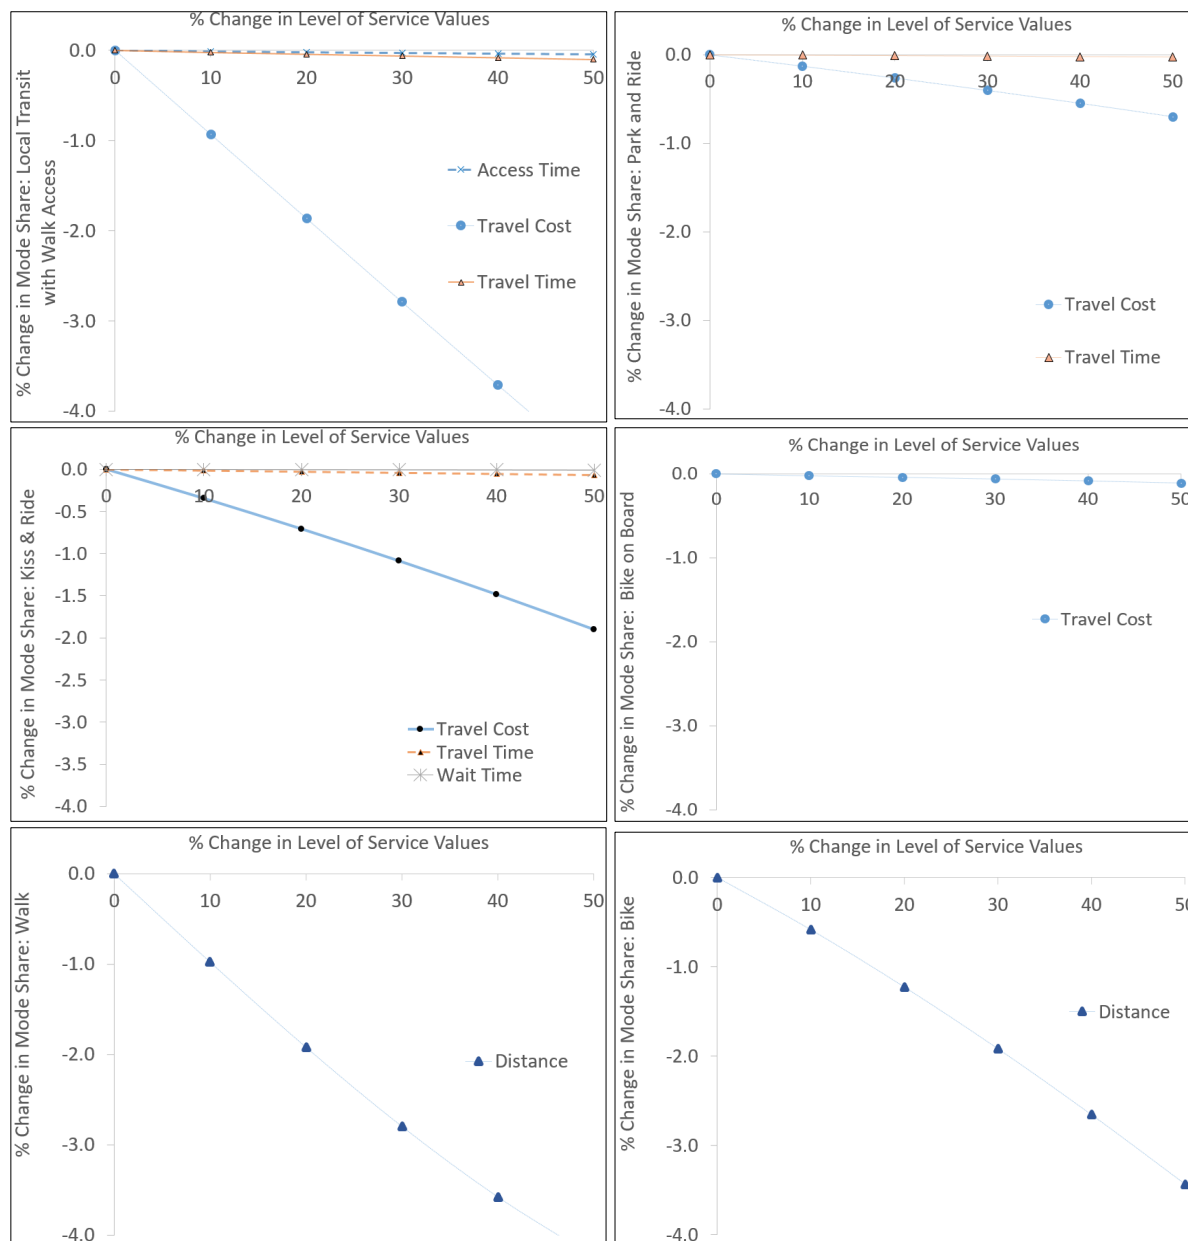 % Change in Level of Service Values
0.0
-1.0
-2.0
-3.0
-4.0
0 10 20 30 40 50
% Change in Mode Share: Local Transit
with Walk Access
Access Time
Travel Cost
Travel Time
% Change in Level of Service Values
0.0
-1.0
-2.0
-3.0
-4.0
0 10 20 30 40 50
% Change in Mode Share: Park and Ride
Travel Cost
Travel Time
% Change in Level of Service Values
0.0
-0.5
-1.0
-1.5
-2.0
-2.5
-3.0
-3.5
-4.0
0 10 20 30 40 50
% Change in Mode Share: Kiss & Ride
Travel Cost
Travel Time
Wait Time
% Change in Level of Service Values
0.0
-1.0
-2.0
-3.0
-4.0
0 10 20 30 40 50
% Change in Mode Share: Bike on Board
Travel Cost
% Change in Level of Service Values
0.0
-1.0
-2.0
-3.0
-4.0
0 10 20 30 40 50
% Change in Mode Share: Walk
Distance
% Change in Level of Service Values
0.0
-1.0
-2.0
-3.0
-4.0
0 10 20 30 40 50
% Change in Mode Share: Bike
Distance